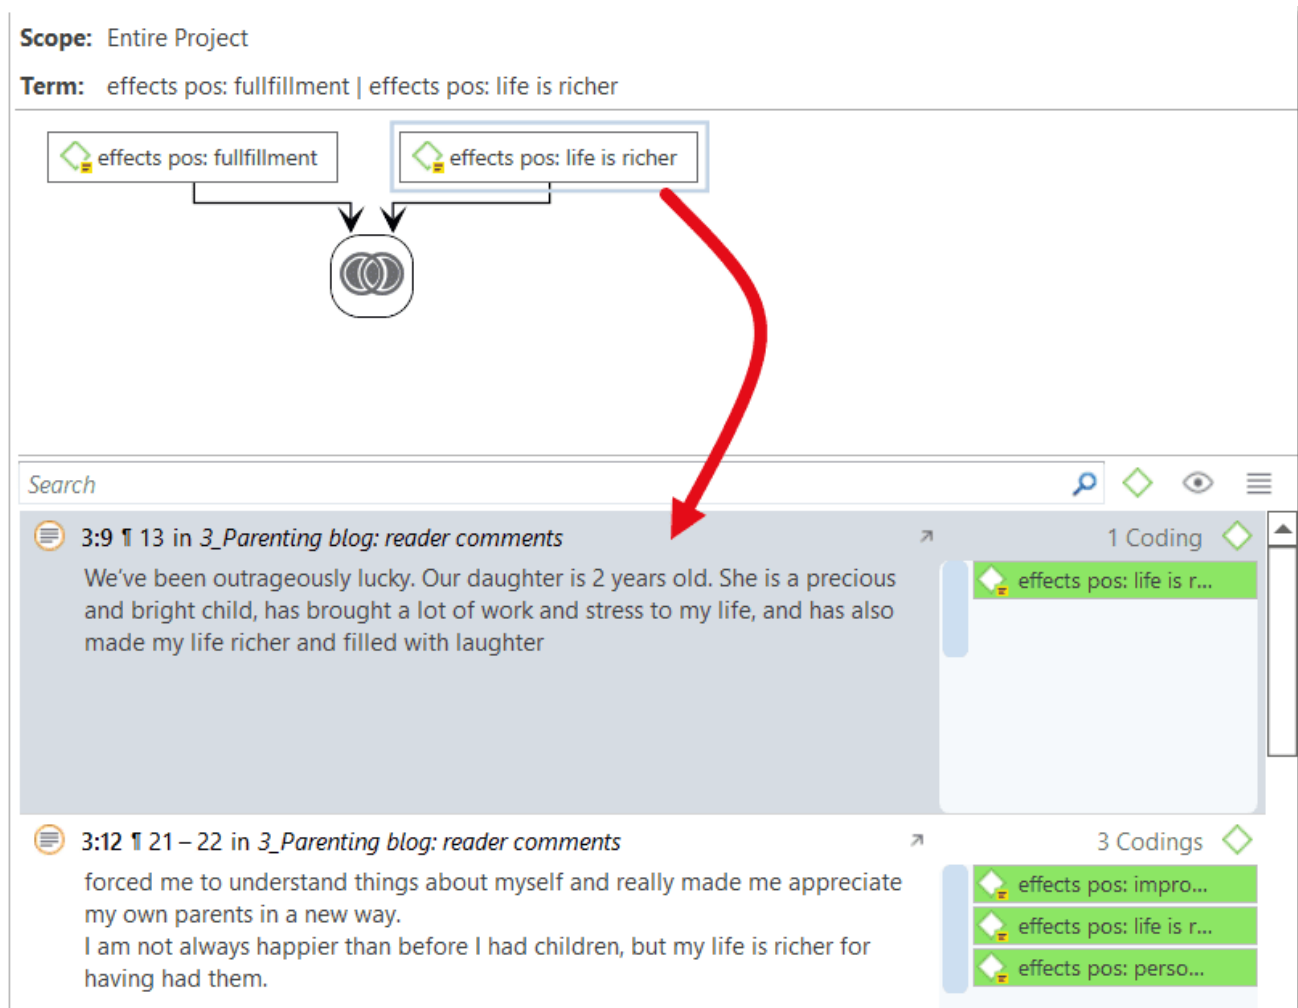 Scope: Entire Project
Term: effects pos: fullfillment | effects pos: life is richer
effects pos: fullfillment
effects pos: life is richer
Search
3:9 ¶ 13 in 3_Parenting blog: reader comments
1 Coding
We’ve been outrageously lucky. Our daughter is 2 years old. She is a precious
and bright child, has brought a lot of work and stress to my life, and has also
made my life richer and filled with laughter
effects pos: life is r...
3:12 ¶ 21 – 22 in 3_Parenting blog: reader comments
3 Codings
forced me to understand things about myself and really made me appreciate
my own parents in a new way.
I am not always happier than before I had children, but my life is richer for
having had them.
effects pos: impro...
effects pos: life is r...
effects pos: perso...